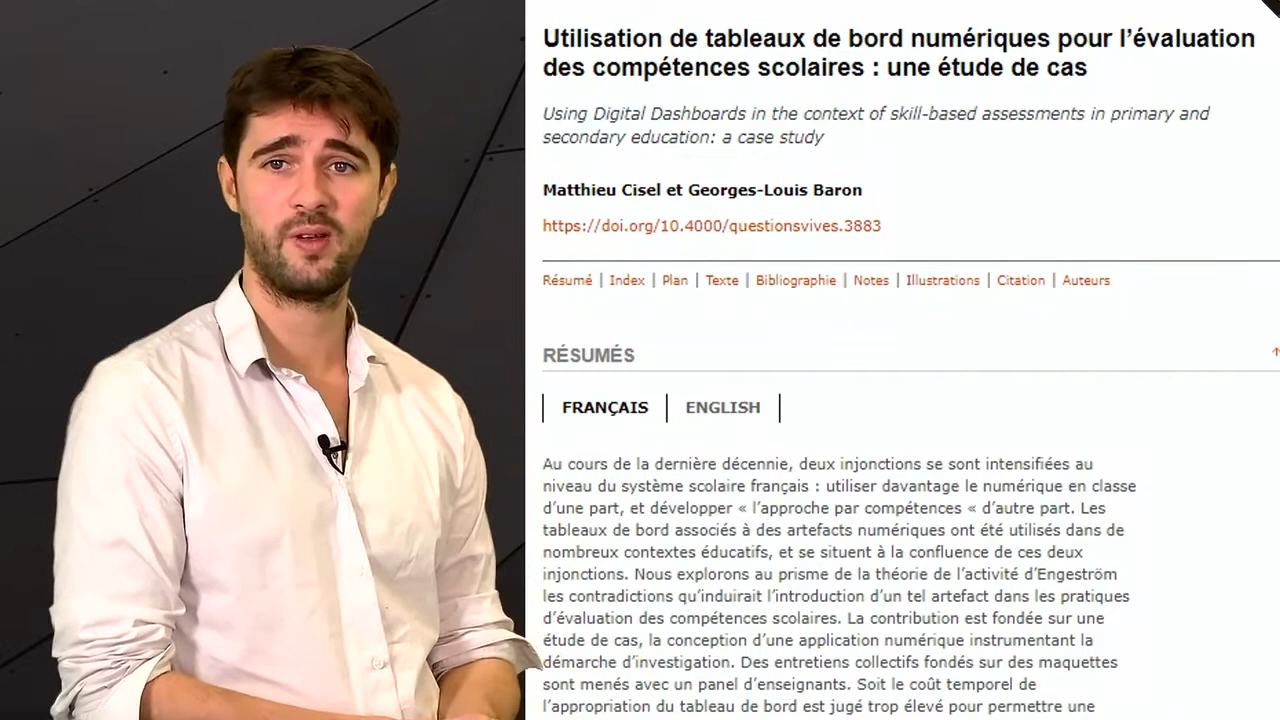 Utilisation de tableaux de bord numériques pour l’évaluation
des compétences scolaires : une étude de cas
Using Digital Dashboards in the context of skill-based assessments in primary and
secondary education: a case study
Matthieu Cisel et Georges-Louis Baron
https://doi.org/10.4000/questionsvives.3883
Résumé | Index | Plan | Texte | Bibliographie | Notes | Illustrations | Citation | Auteurs
RÉSUMÉS
FRANÇAIS | ENGLISH
Au cours de la dernière décennie, deux injonctions se sont intensifiées au
niveau du système scolaire français : utiliser davantage le numérique en classe
d’une part, et développer « l’approche par compétences « d’autre part. Les
tableaux de bord associés à des artefacts numériques ont été utilisés dans de
nombreux contextes éducatifs, et se situent à la confluence de ces deux
injonctions. Nous explorons au prisme de la théorie de l’activité d’Engeström
les contradictions qu’induirait l’introduction d’un tel artefact dans les pratiques
d’évaluation des compétences scolaires. La contribution est fondée sur une
étude de cas, la conception d’une application numérique instrumentant la
démarche d’investigation. Des entretiens collectifs fondés sur des maquettes
sont menés avec un panel d’enseignants. Soit le coût temporel de
l’appropriation du tableau de bord est jugé trop élevé pour permettre une